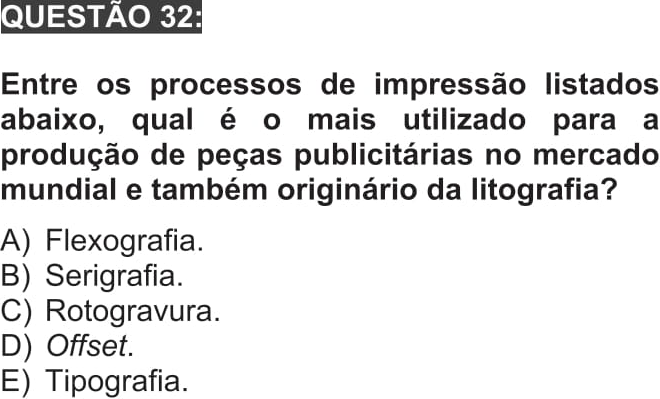 QUESTÃO 32:
Entre os processos de impressão listados
abaixo, qual é o mais utilizado para a
produção de peças publicitárias no mercado
mundial e também originário da litografia?
A) Flexografia.
B) Serigrafia.
C) Rotogravura.
D) Offset.
E) Tipografia.